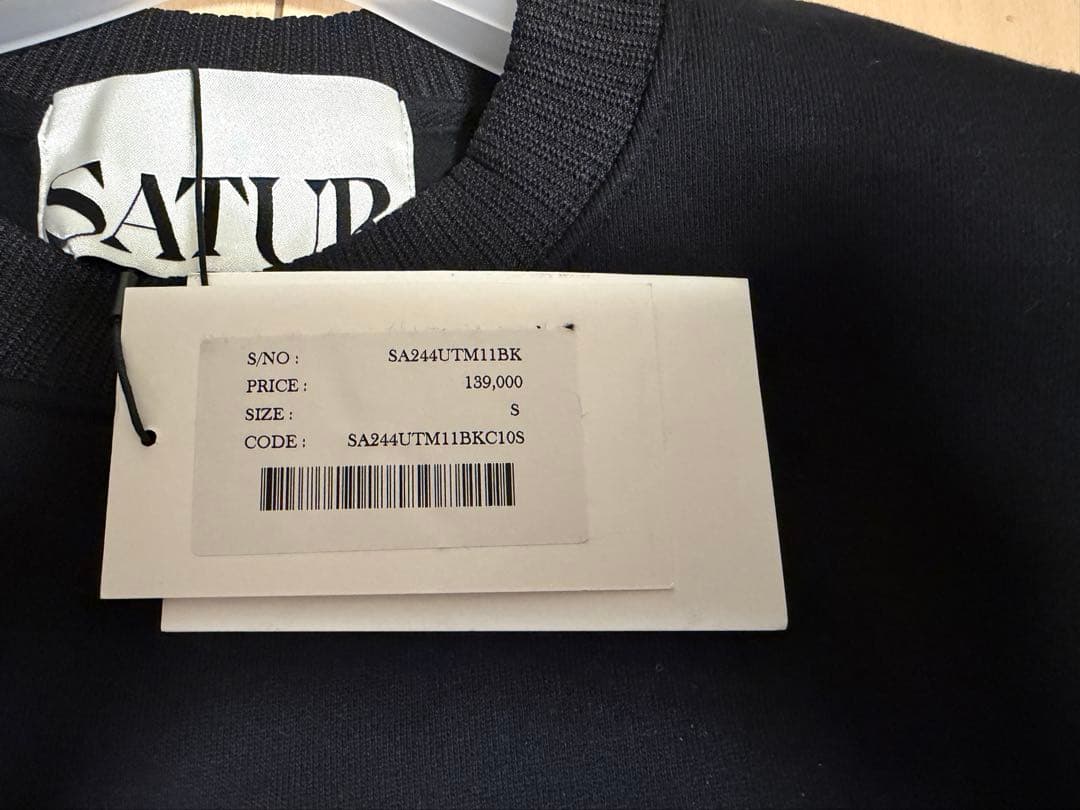 SATUR
S/NO : SA244UTM11BK
PRICE : 139,000
SIZE : S
CODE : SA244UTM11BKC10S